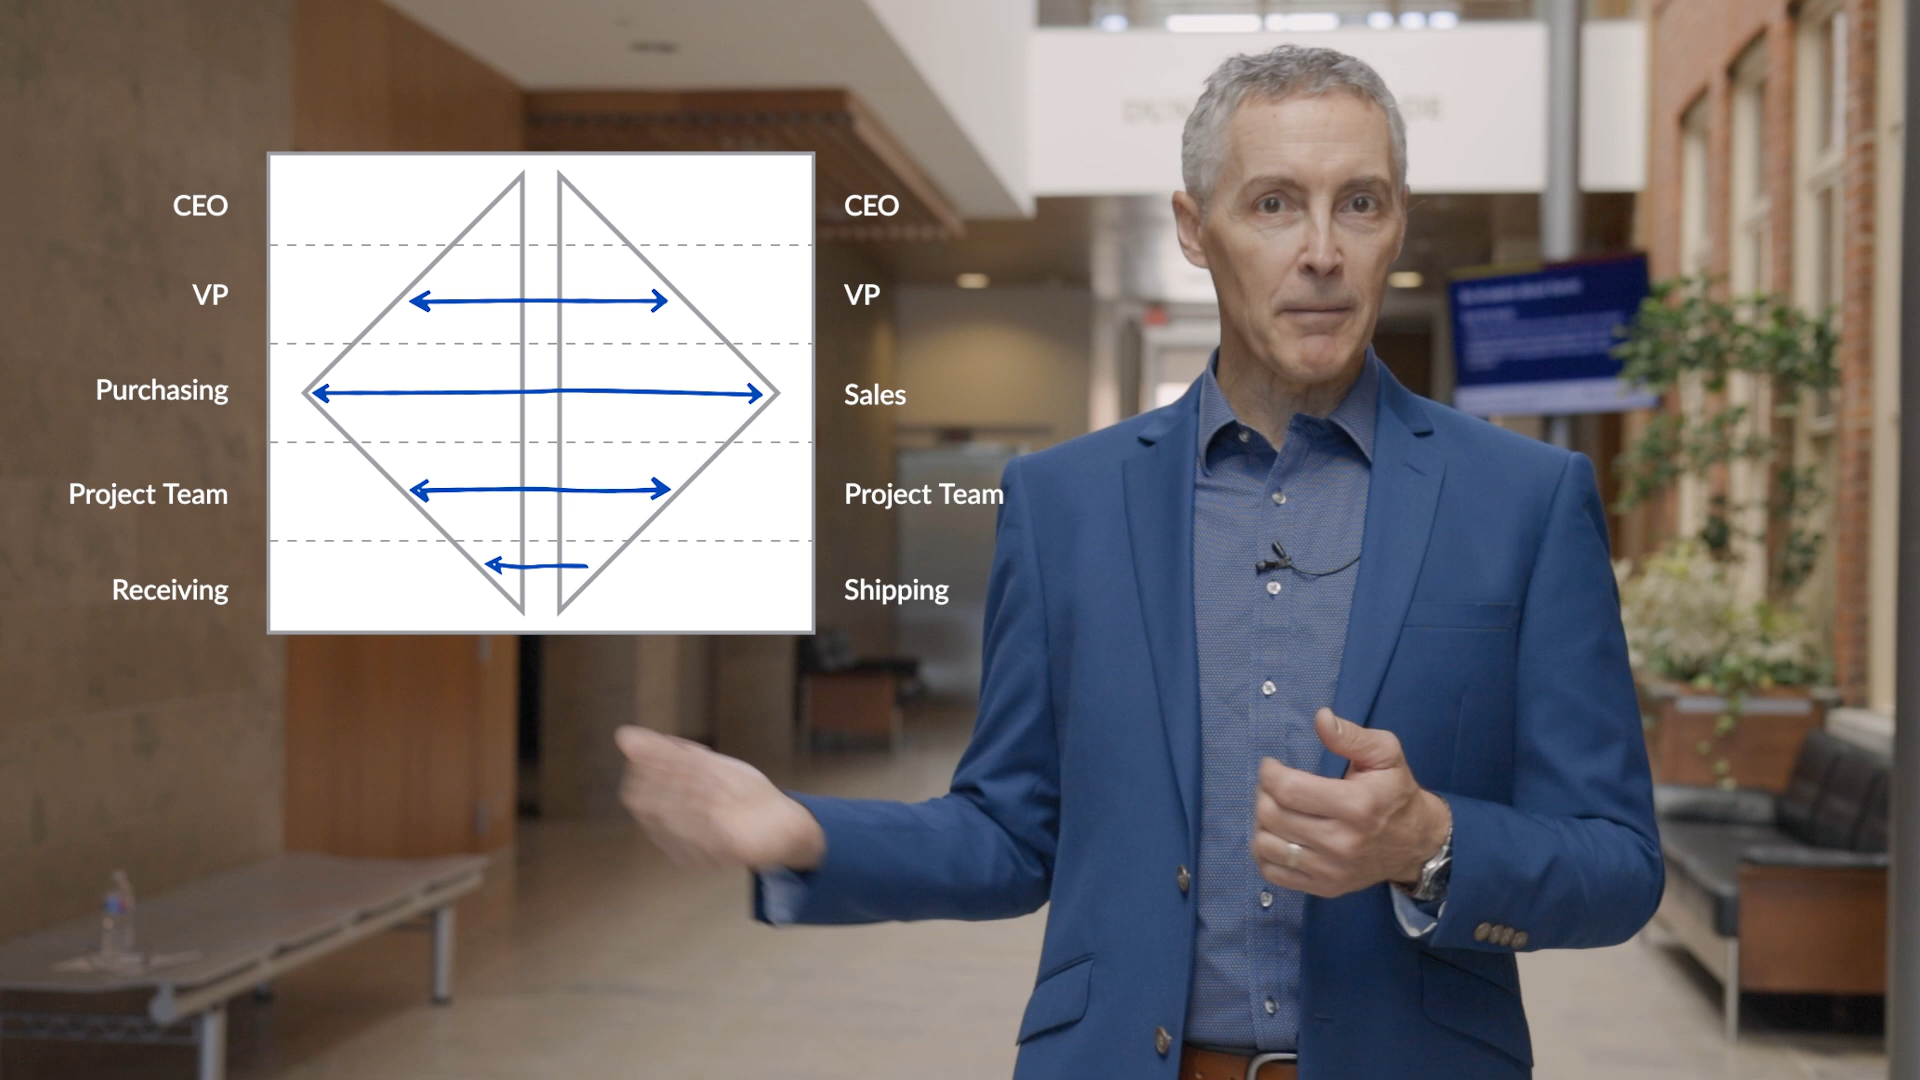 CEO
CEO
VP
VP
Purchasing
Sales
Project Team
Project Team
Receiving
Shipping